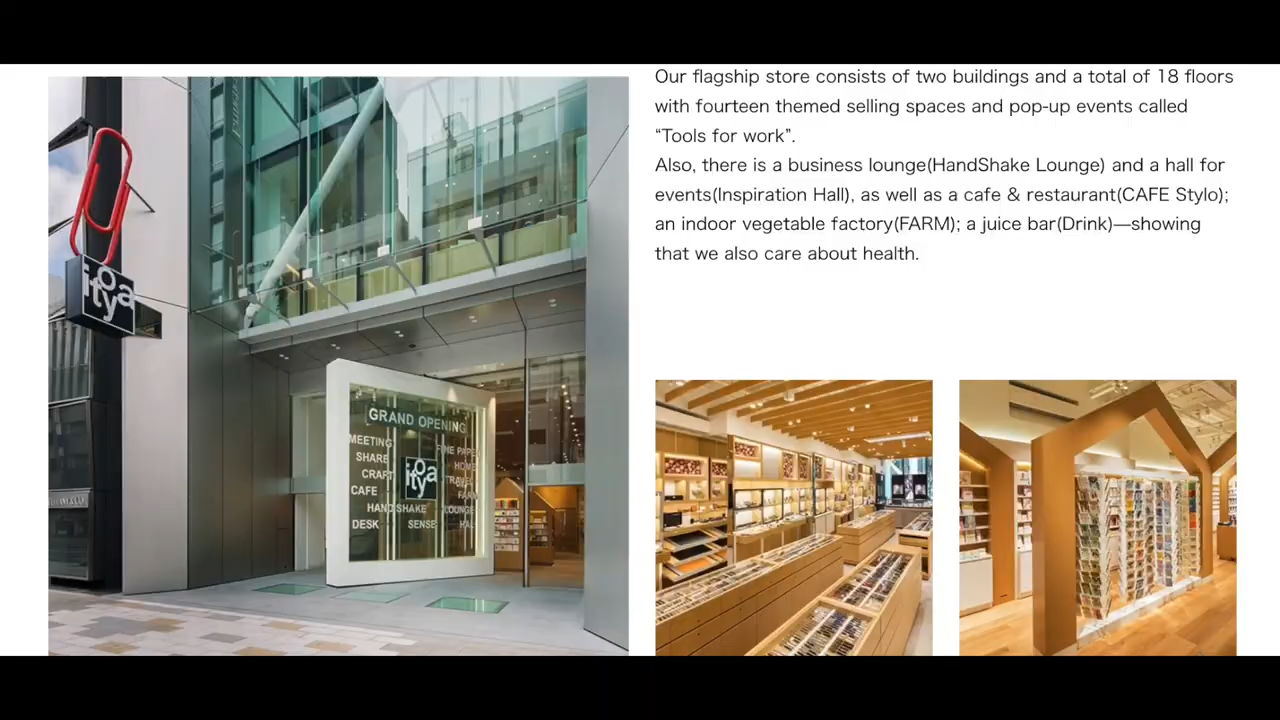 Our flagship store consists of two buildings and a total of 18 floors
with fourteen themed selling spaces and pop-up events called
“Tools for work”.
Also, there is a business lounge(HandShake Lounge) and a hall for
events(Inspiration Hall), as well as a cafe & restaurant(CAFE Stylo);
an indoor vegetable factory(FARM); a juice bar(Drink)—showing
that we also care about health.
itoya
GRAND OPENING
MEETING
SHARE
CRAFT
CAFE
HANDSHAKE
DESK SENSE
itoya
FINE PAPER
HOME
TRAVEL
FARM
LOUNGE
HALL